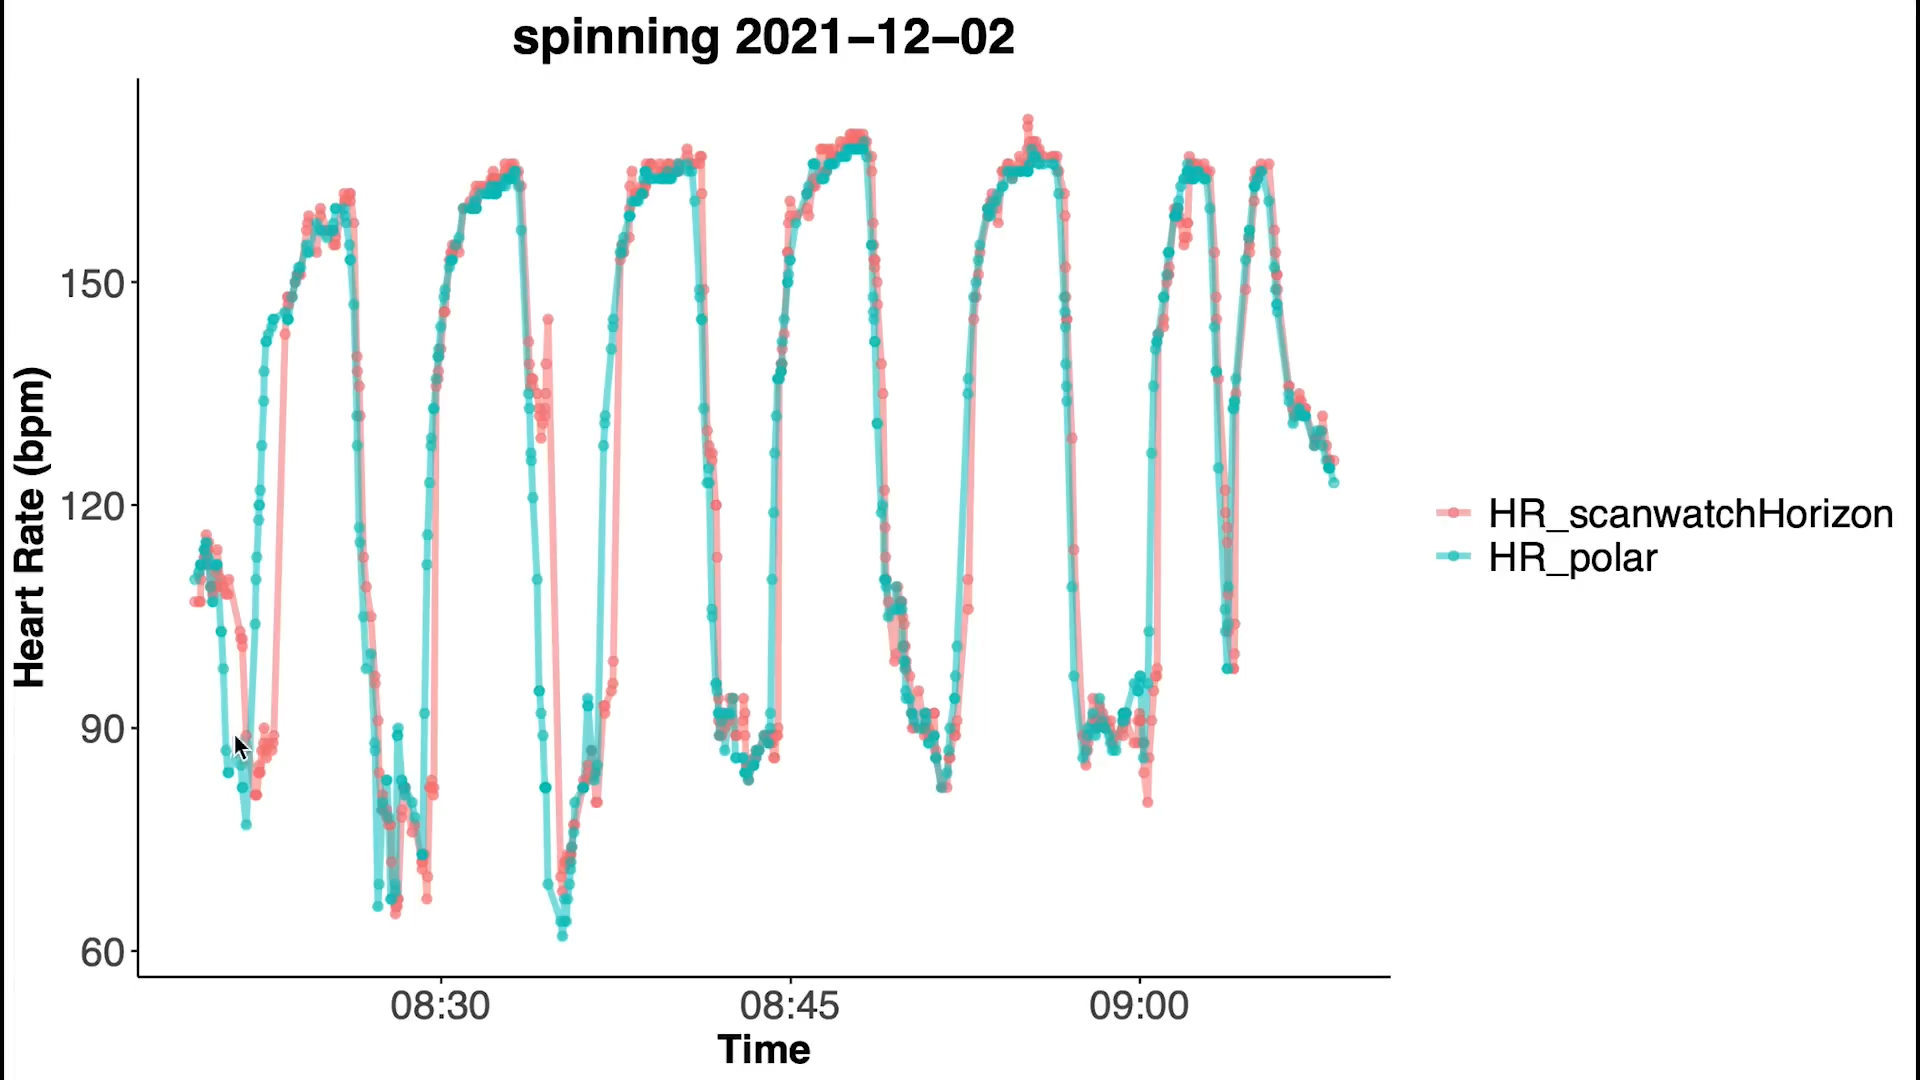 spinning 2021−12−02
Heart Rate (bpm)
150
120
90
60
08:30 08:45 09:00
Time
HR_scanwatchHorizon
HR_polar